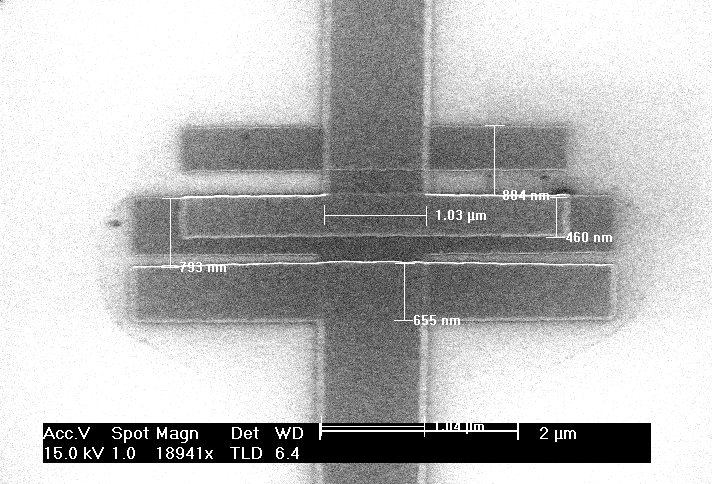 884 nm
1.03 µm
460 nm
793 nm
655 nm
1.04 µm
Acc.V Spot Magn Det WD 2 µm
15.0 kV 1.0 18941x TLD 6.4